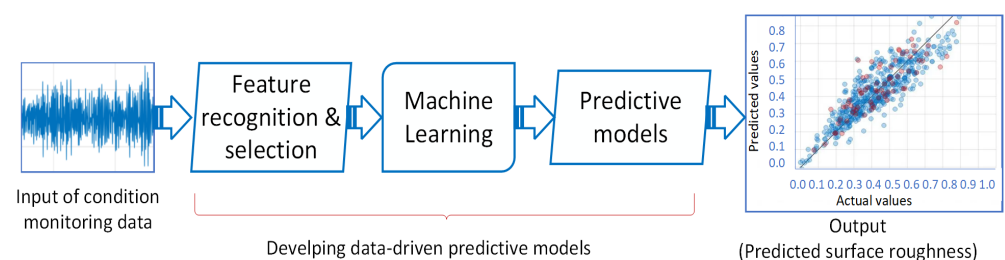 Feature
recognition &
selection
Machine
Learning
Predictive
models
Input of condition
monitoring data
Develping data-driven predictive models
Predicted values
0.8
0.7
0.6
0.5
0.4
0.3
0.2
0.1
0.0
0.0 0.1 0.2 0.3 0.4 0.5 0.6 0.7 0.8 0.9 1.0
Actual values
Output
(Predicted surface roughness)